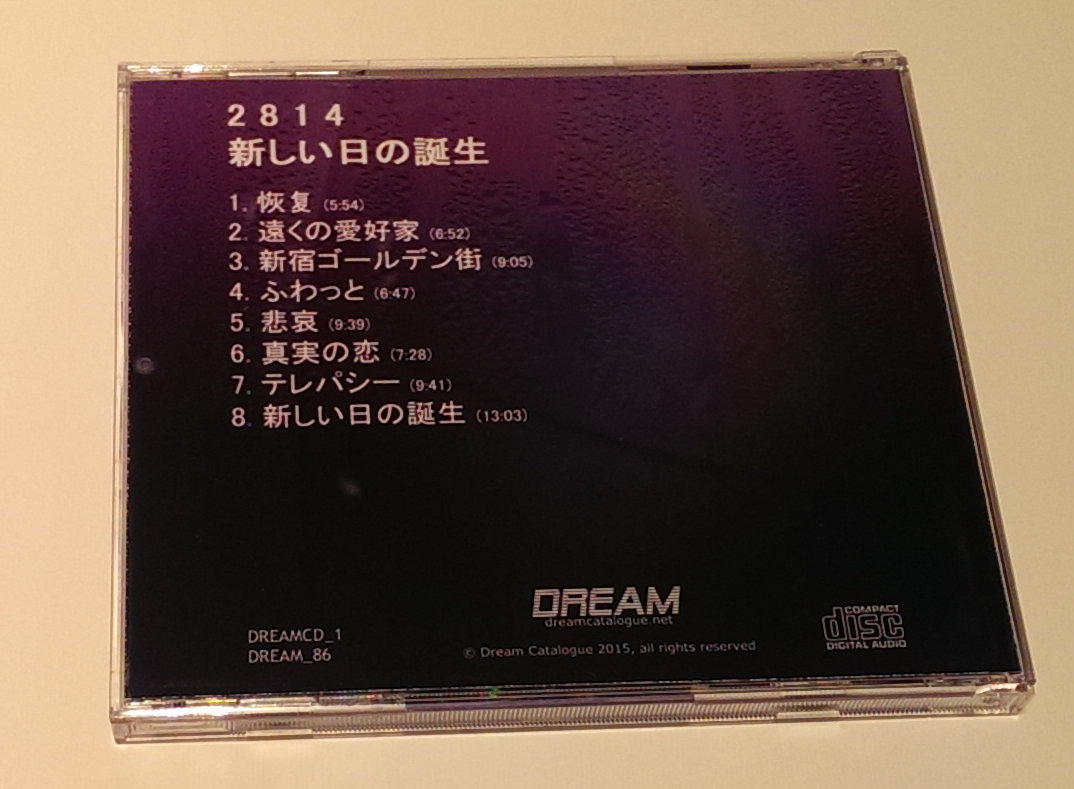 ２８１４
新しい日の誕生
1. 恢复 (5:54)
2. 遠くの愛好家 (6:52)
3. 新宿ゴールデン街 (9:05)
4. ふわっと (6:47)
5. 悲哀 (9:39)
6. 真実の恋 (7:28)
7. テレパシー (9:41)
8. 新しい日の誕生 (13:03)
DREAM
dreamcatalogue.net
DREAMCD_1
DREAM_86
© Dream Catalogue 2015, all rights reserved
COMPACT
disc
DIGITAL AUDIO